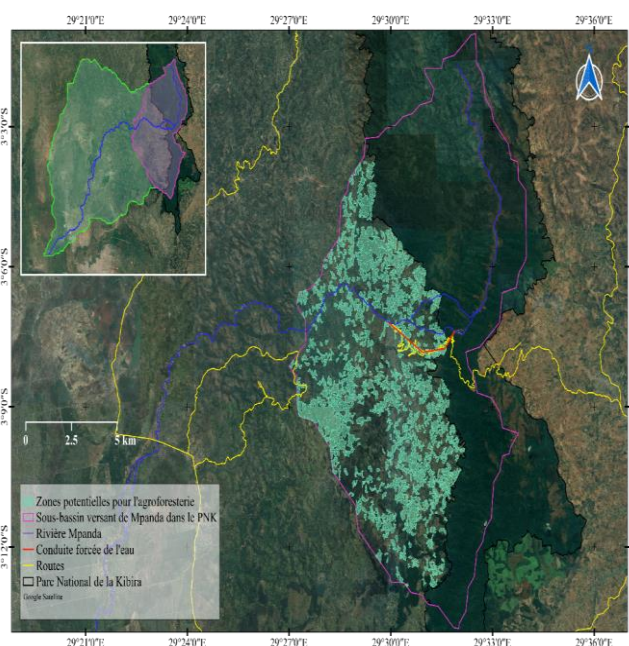 29°21'0"E 29°24'0"E 29°27'0"E 29°30'0"E 29°33'0"E 29°36'0"E
3°3'0"S
3°6'0"S
3°9'0"S
3°12'0"S
0 2.5 5 km
Zones potentielles pour l'agroforesterie
Sous-bassin versant de Mpanda dans le PNK
Rivière Mpanda
Conduite forcée de l'eau
Routes
Parc National de la Kibira
Google Satellite
29°21'0"E 29°24'0"E 29°27'0"E 29°30'0"E 29°33'0"E 29°36'0"E